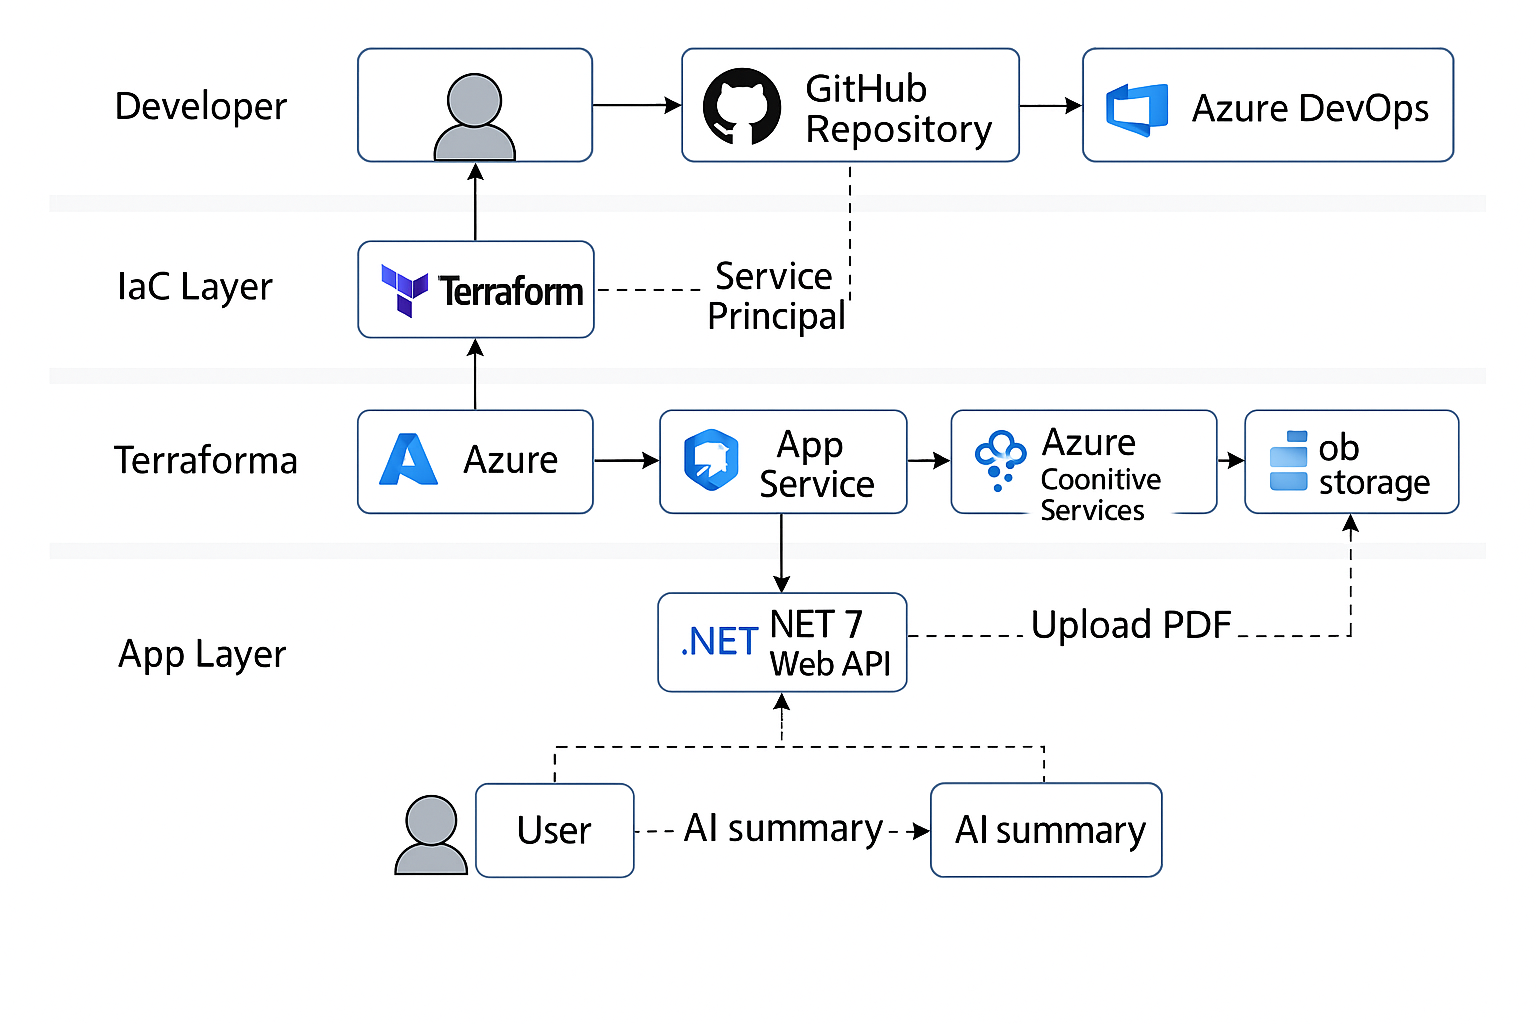 Developer
GitHub
Repository
Azure DevOps
IaC Layer
Terraform
Service
Principal
Terraforma
Azure
App
Service
Azure
Coonitive
Services
ob
storage
App Layer
.NET
NET 7
Web API
Upload PDF
User
AI summary
AI summary